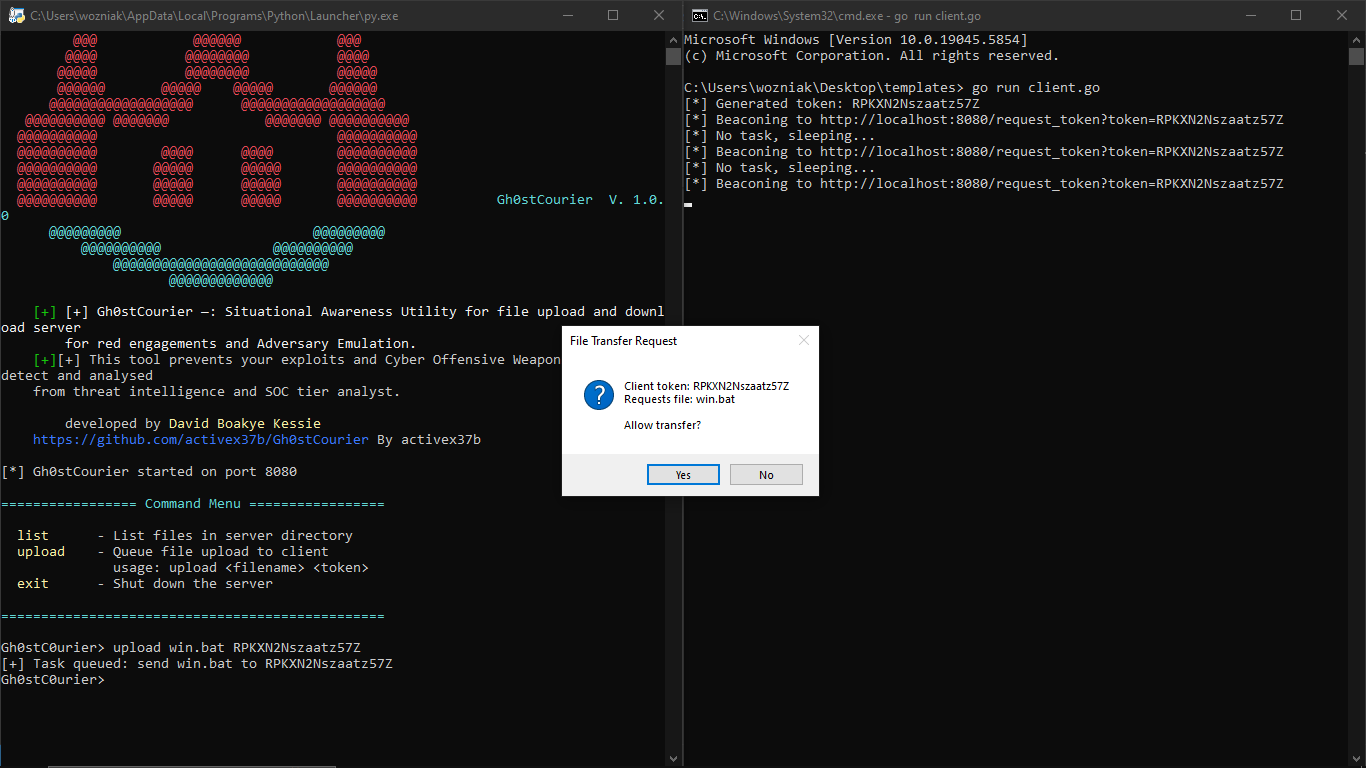 C:\Users\wozniak\AppData\Local\Programs\Python\Launcher\py.exe
Gh0stCourier  V. 1.0.
0
[+] [+] Gh0stCourier —: Situational Awareness Utility for file upload and downl
oad server
for red engagements and Adversary Emulation.
[+][+] This tool prevents your exploits and Cyber Offensive Weapon
detect and analysed
from threat intelligence and SOC tier analyst.
developed by David Boakye Kessie
https://github.com/activex37b/Gh0stCourier By activex37b
[*] Gh0stCourier started on port 8080
================= Command Menu =================
list      - List files in server directory
upload    - Queue file upload to client
usage: upload <filename> <token>
exit      - Shut down the server
================================================
Gh0stC0urier> upload win.bat RPKXN2Nszaatz57Z
[+] Task queued: send win.bat to RPKXN2Nszaatz57Z
Gh0stC0urier>
C:\Windows\System32\cmd.exe - go  run client.go
Microsoft Windows [Version 10.0.19045.5854]
(c) Microsoft Corporation. All rights reserved.
C:\Users\wozniak\Desktop\templates> go run client.go
[*] Generated token: RPKXN2Nszaatz57Z
[*] Beaconing to http://localhost:8080/request_token?token=RPKXN2Nszaatz57Z
[*] No task, sleeping...
[*] Beaconing to http://localhost:8080/request_token?token=RPKXN2Nszaatz57Z
[*] No task, sleeping...
[*] Beaconing to http://localhost:8080/request_token?token=RPKXN2Nszaatz57Z
File Transfer Request
Client token: RPKXN2Nszaatz57Z
Requests file: win.bat
Allow transfer?
Yes
No